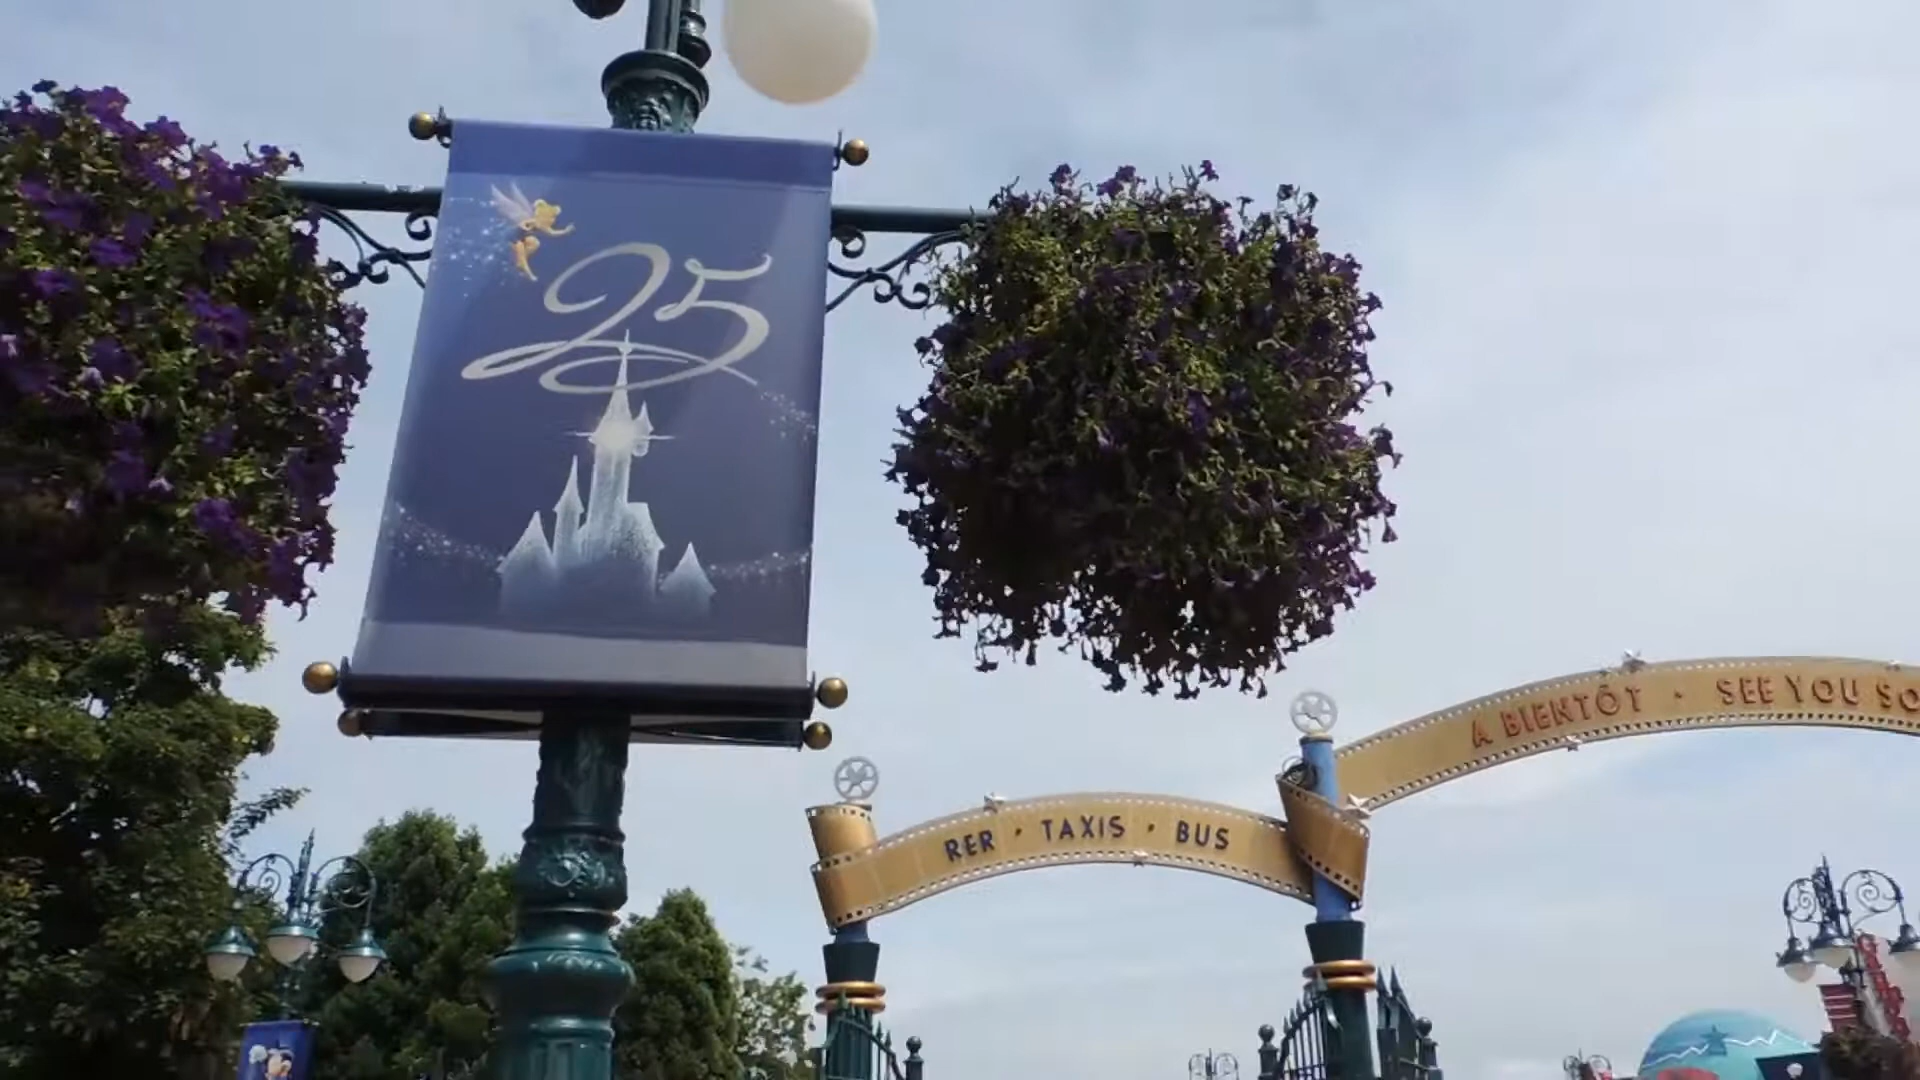 25
RER · TAXIS · BUS
A BIENTÔT · SEE YOU SO